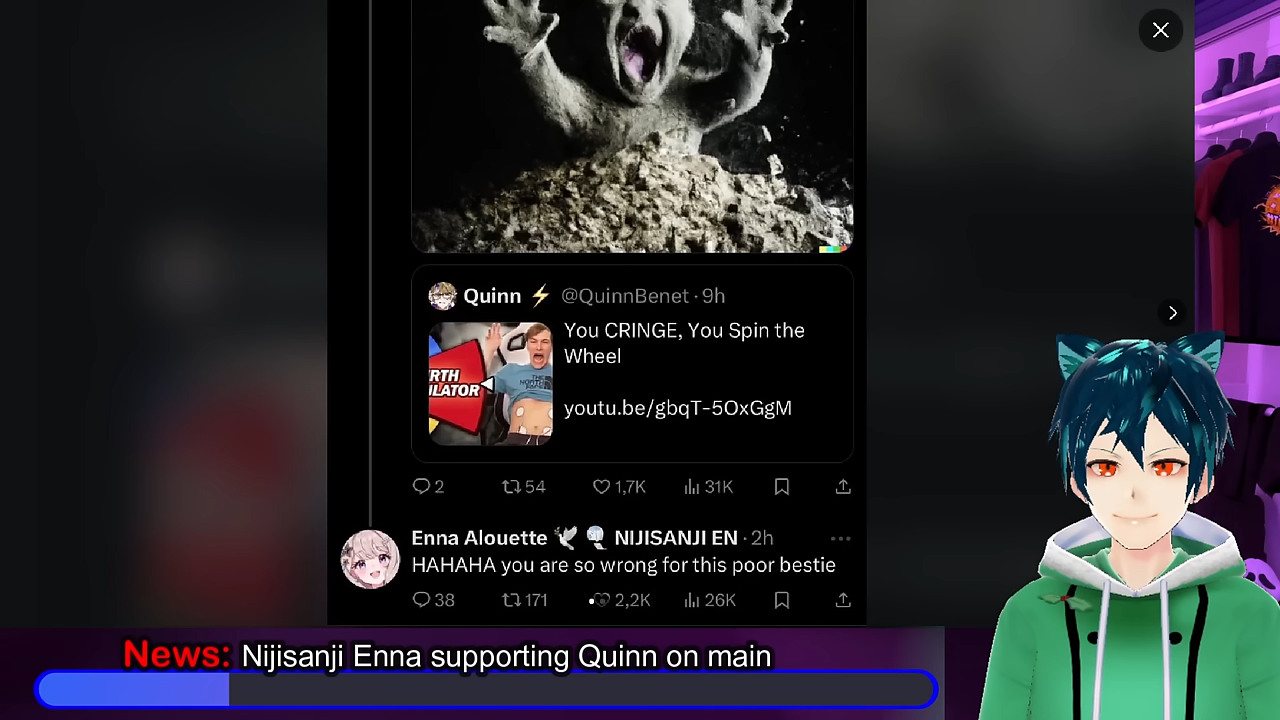 Quinn ⚡ @QuinnBenet · 9h
You CRINGE, You Spin the
Wheel
youtu.be/gbqT-5OxGgM
RTH
LATOR
THE
NORTH
2 54 1,7K 31K
Enna Alouette 🕊 NIJISANJI EN · 2h
HAHAHA you are so wrong for this poor bestie
38 171 2,2K 26K
News: Nijisanji Enna supporting Quinn on main